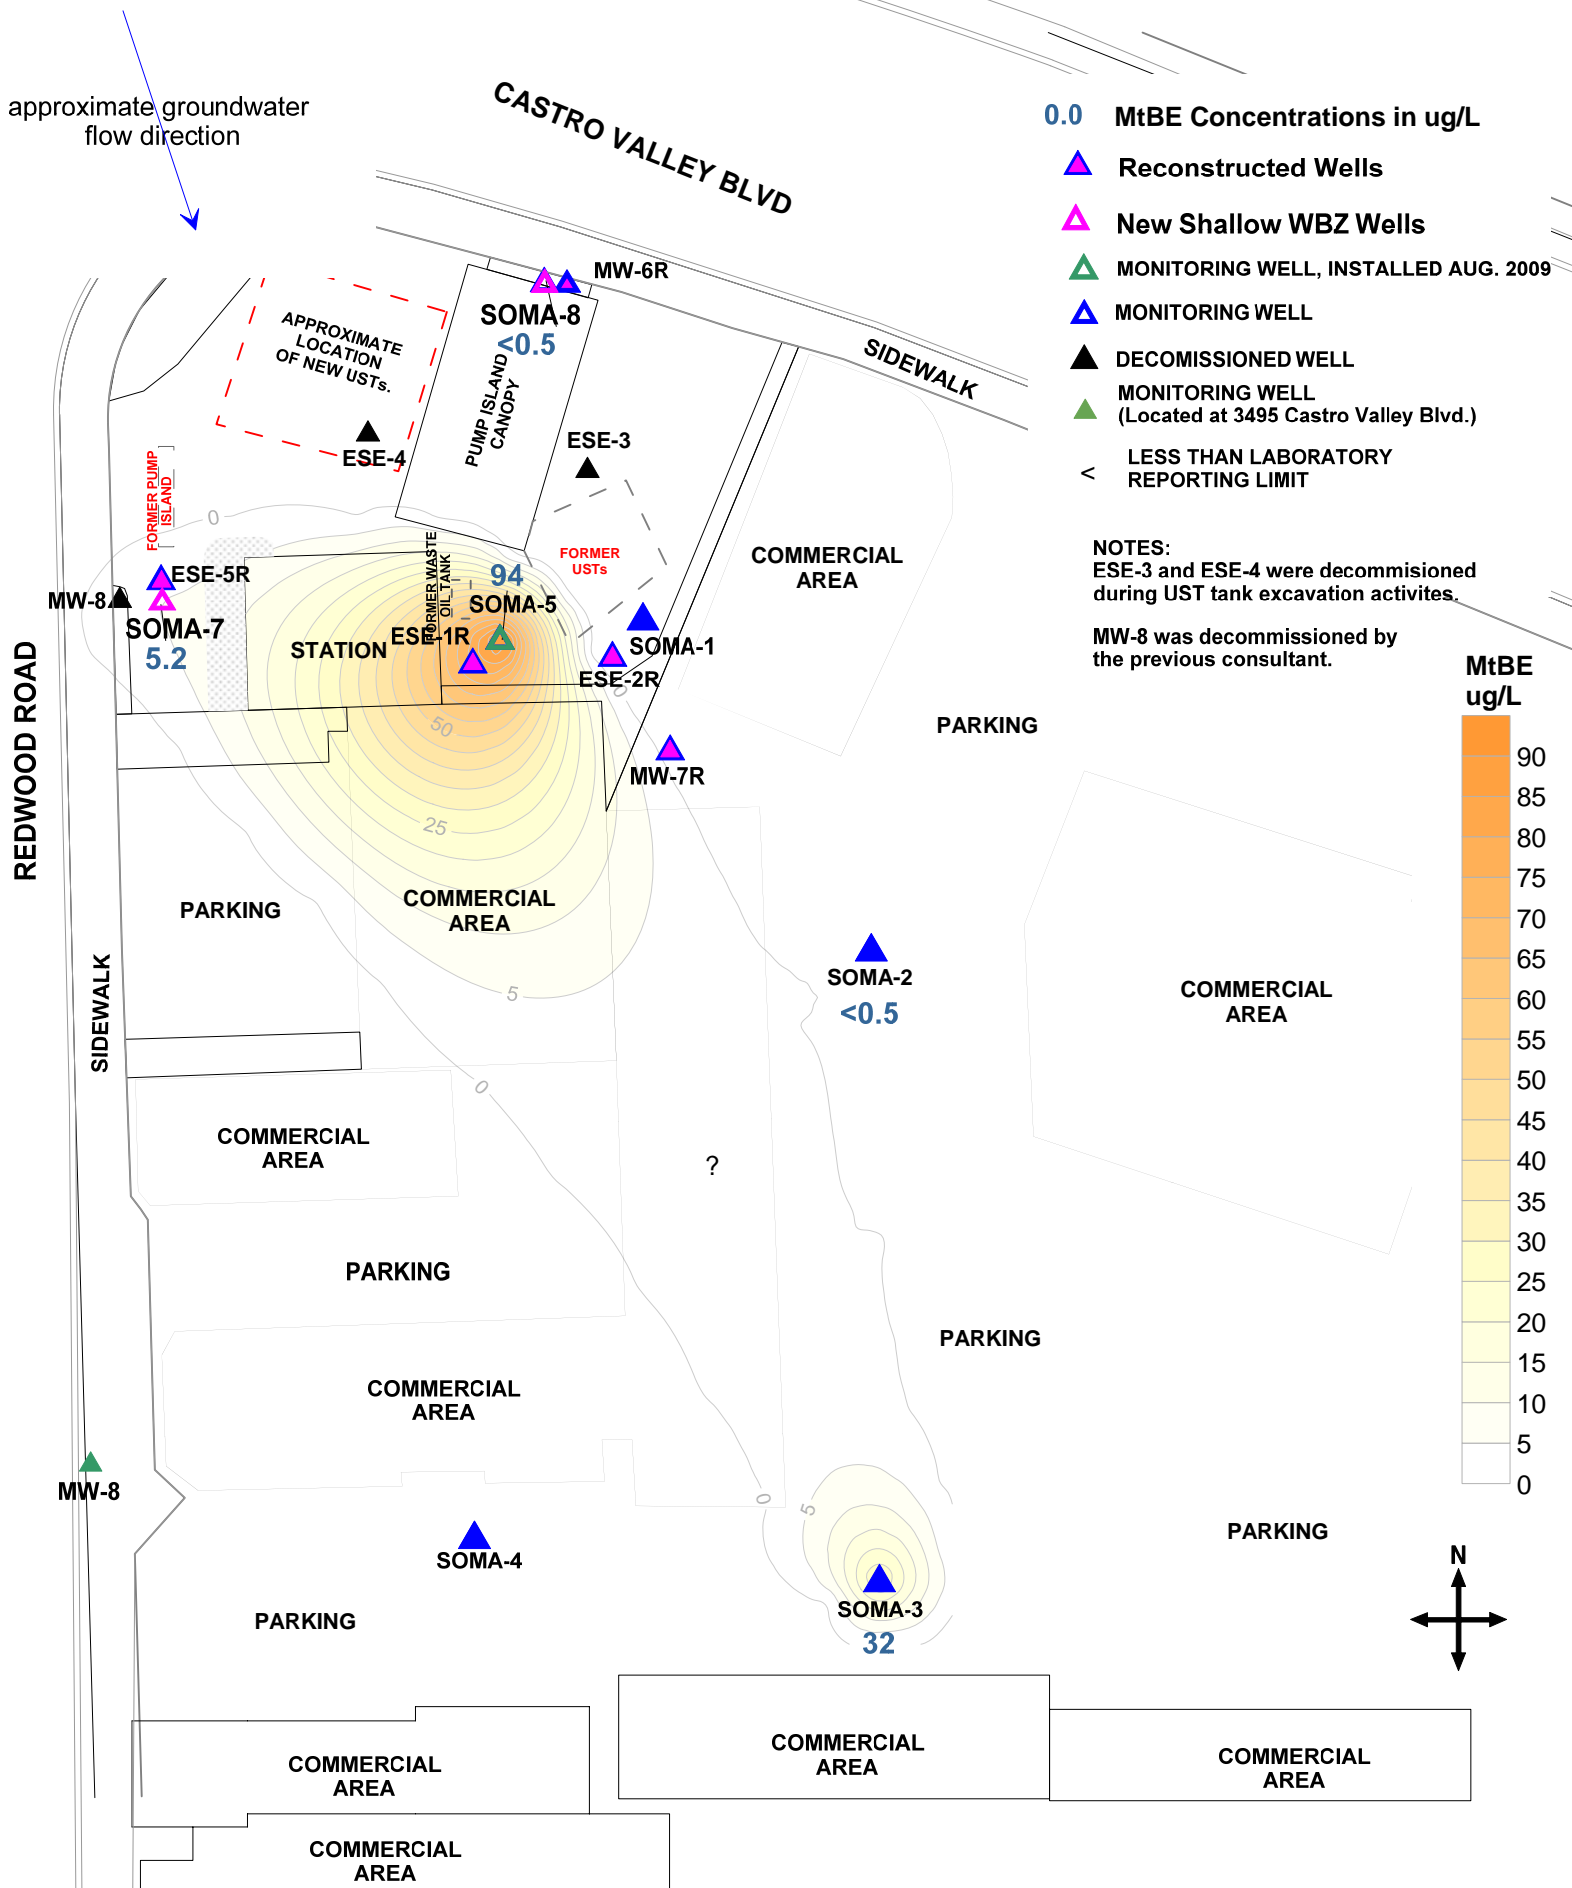 approximate groundwater
flow direction
CASTRO VALLEY BLVD
0.0 MtBE Concentrations in ug/L
Reconstructed Wells
New Shallow WBZ Wells
MONITORING WELL, INSTALLED AUG. 2009
MONITORING WELL
DECOMISSIONED WELL
MONITORING WELL
(Located at 3495 Castro Valley Blvd.)
< LESS THAN LABORATORY
REPORTING LIMIT
NOTES:
ESE-3 and ESE-4 were decommisioned
during UST tank excavation activites.
MW-8 was decommissioned by
the previous consultant.
MtBE
ug/L
90
85
80
75
70
65
60
55
50
45
40
35
30
25
20
15
10
5
0
MW-6R
SOMA-8
<0.5
APPROXIMATE
LOCATION
OF NEW USTs.
PUMP ISLAND
CANOPY
SIDEWALK
ESE-4
ESE-3
FORMER PUMP
ISLAND
0
FORMER WASTE
OIL TANK
FORMER
USTs
COMMERCIAL
AREA
ESE-5R
MW-8
SOMA-7
5.2
94
SOMA-5
ESE-1R
STATION
SOMA-1
ESE-2R
0
REDWOOD ROAD
50
PARKING
MW-7R
25
PARKING
COMMERCIAL
AREA
5
SOMA-2
<0.5
COMMERCIAL
AREA
SIDEWALK
0
COMMERCIAL
AREA
?
PARKING
PARKING
COMMERCIAL
AREA
MW-8
0
5
PARKING
SOMA-4
SOMA-3
32
PARKING
N
COMMERCIAL
AREA
COMMERCIAL
AREA
COMMERCIAL
AREA
COMMERCIAL
AREA